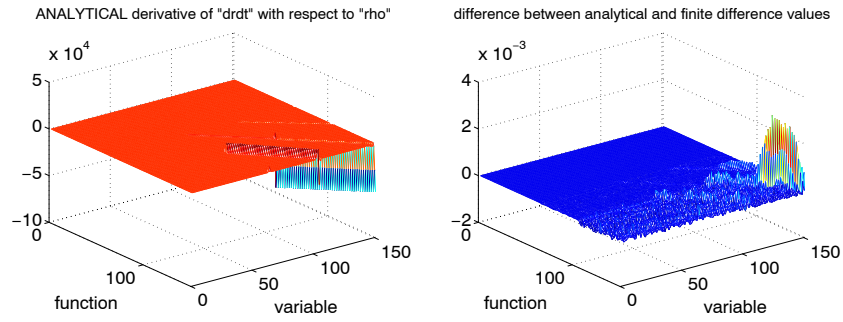 ANALYTICAL derivative of "drdt" with respect to "rho"
x 10^4
5
0
−5
−10
0
100
function
0
50
100
150
variable
difference between analytical and finite difference values
x 10^−3
4
2
0
−2
0
100
function
0
50
100
150
variable